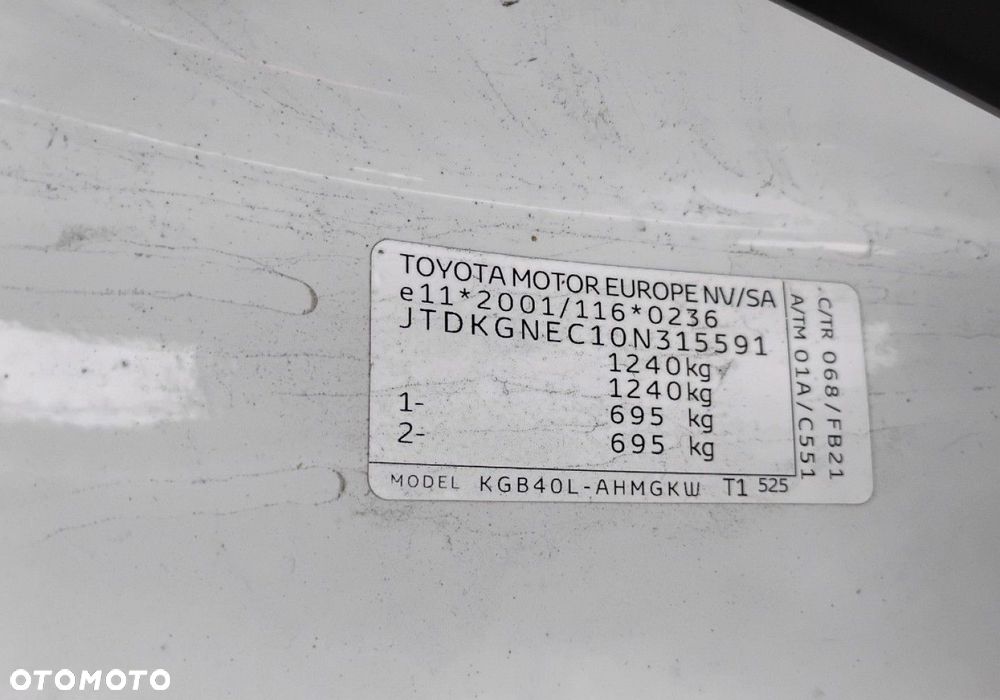 TOYOTA MOTOR EUROPE NV/SA
e11*2001/116*0236
JTDKGNEC10N315591
1240kg
1240kg
1- 695 kg
2- 695 kg
MODEL KGB40L-AHMGKW T1 525
C/TR 068/FB21
A/TM 01A/C551
OTOMOTO